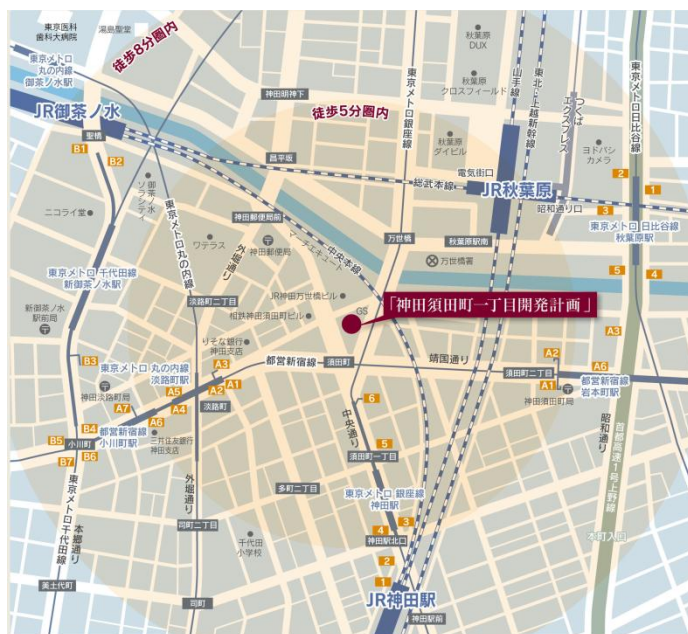 東京医科
歯科大病院
湯島聖堂
徒歩8分圏内
秋葉原
DUX
東京メトロ
丸の内線
御茶ノ水駅
秋葉原
クロスフィールド
東京メトロ銀座線
山手線
東北・上越新幹線
つくば
エクスプレス
東京メトロ日比谷線
神田明神下
徒歩5分圏内
JR御茶ノ水
聖橋
秋葉原
ダイビル
ヨドバシ
カメラ
B1
B2
昌平坂
電気街口
総武本線
JR秋葉原
2
1
3
昭和通り口
御茶ノ水
ソラシティ
ニコライ堂
ワテラス
外堀通り
神田郵便局前
神田郵便局
マーチエキュート
中央本線
万世橋
秋葉原駅南
東京メトロ 日比谷線
秋葉原駅
万世橋署
5
4
東京メトロ 千代田線
新御茶ノ水駅
東京メトロ丸の内線
JR神田万世橋ビル
淡路町二丁目
相鉄神田須田町ビル
GS
「神田須田町一丁目開発計画」
新御茶ノ水
駅前局
りそな銀行
神田支店
A3
B3
東京メトロ 丸の内線
淡路町駅
都営新宿線
須田町
靖国通り
A2
須田町二丁目
A6
A3
A1
A2
A5
A4
A1
都営新宿線
岩本町駅
神田淡路町局
神田須田町局
淡路町
A7
A6
6
B4
B5
小川町
都営新宿線
小川町駅
三井住友銀行
神田支店
中央通り
昭和通り
首都高速1号上野線
B7
B6
5
須田町一丁目
多町二丁目
東京メトロ 銀座線
神田駅
東京メトロ千代田線
本郷通り
外堀通り
司町二丁目
千代田
小学校
4
3
神田駅北口
本町入口
2
1
美土代町
司町
JR神田駅
神田駅前